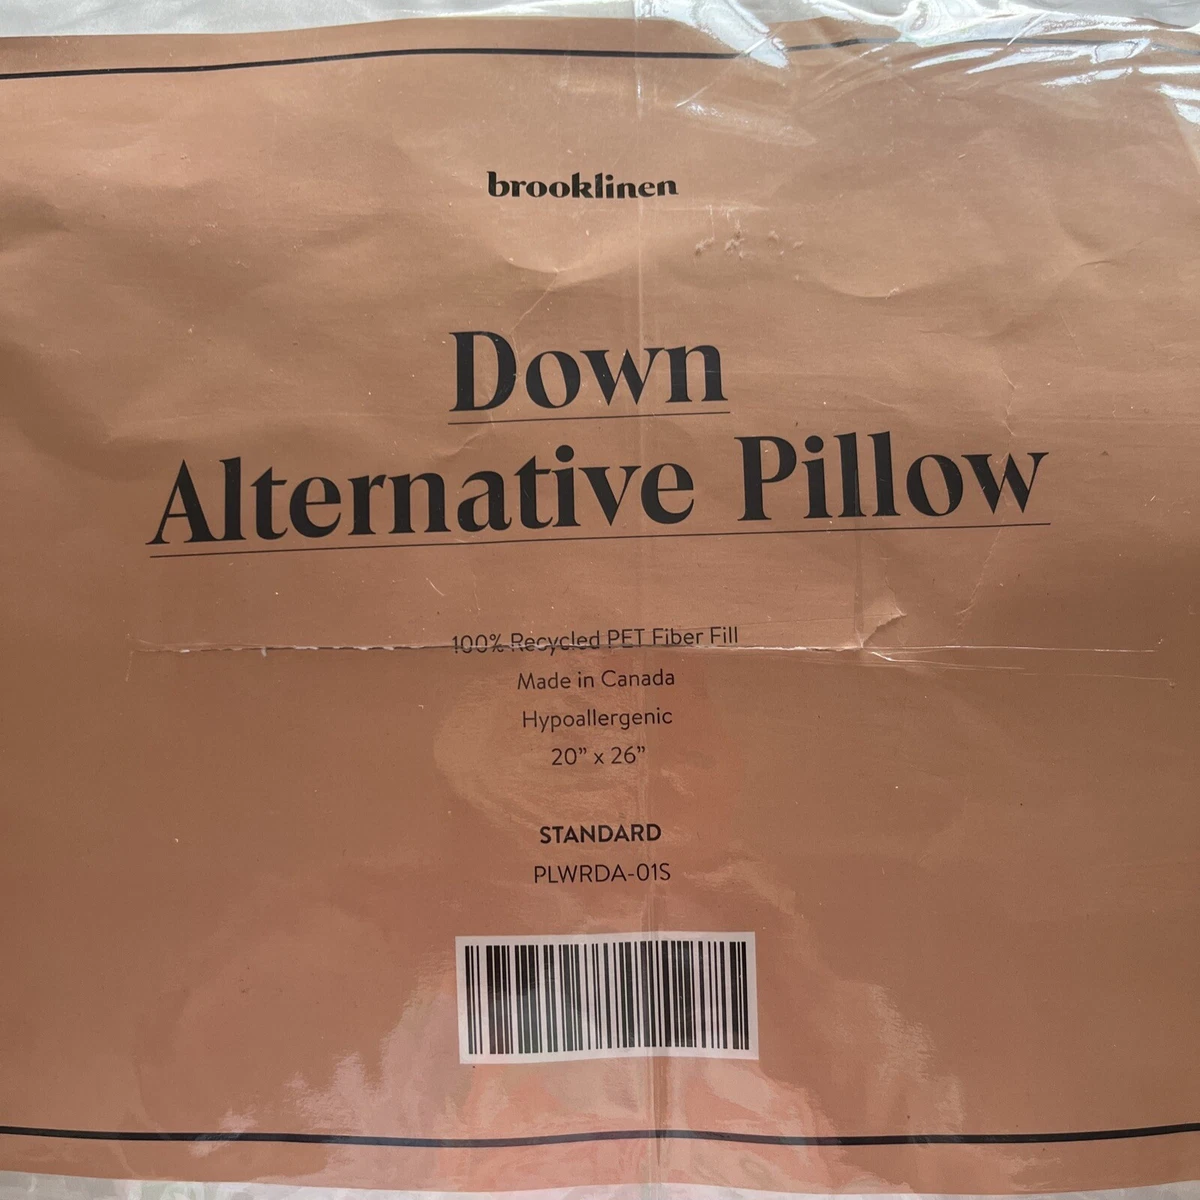 brooklinen
Down
Alternative Pillow
100% Recycled PET Fiber Fill
Made in Canada
Hypoallergenic
20” x 26”
STANDARD
PLWRDA-01S